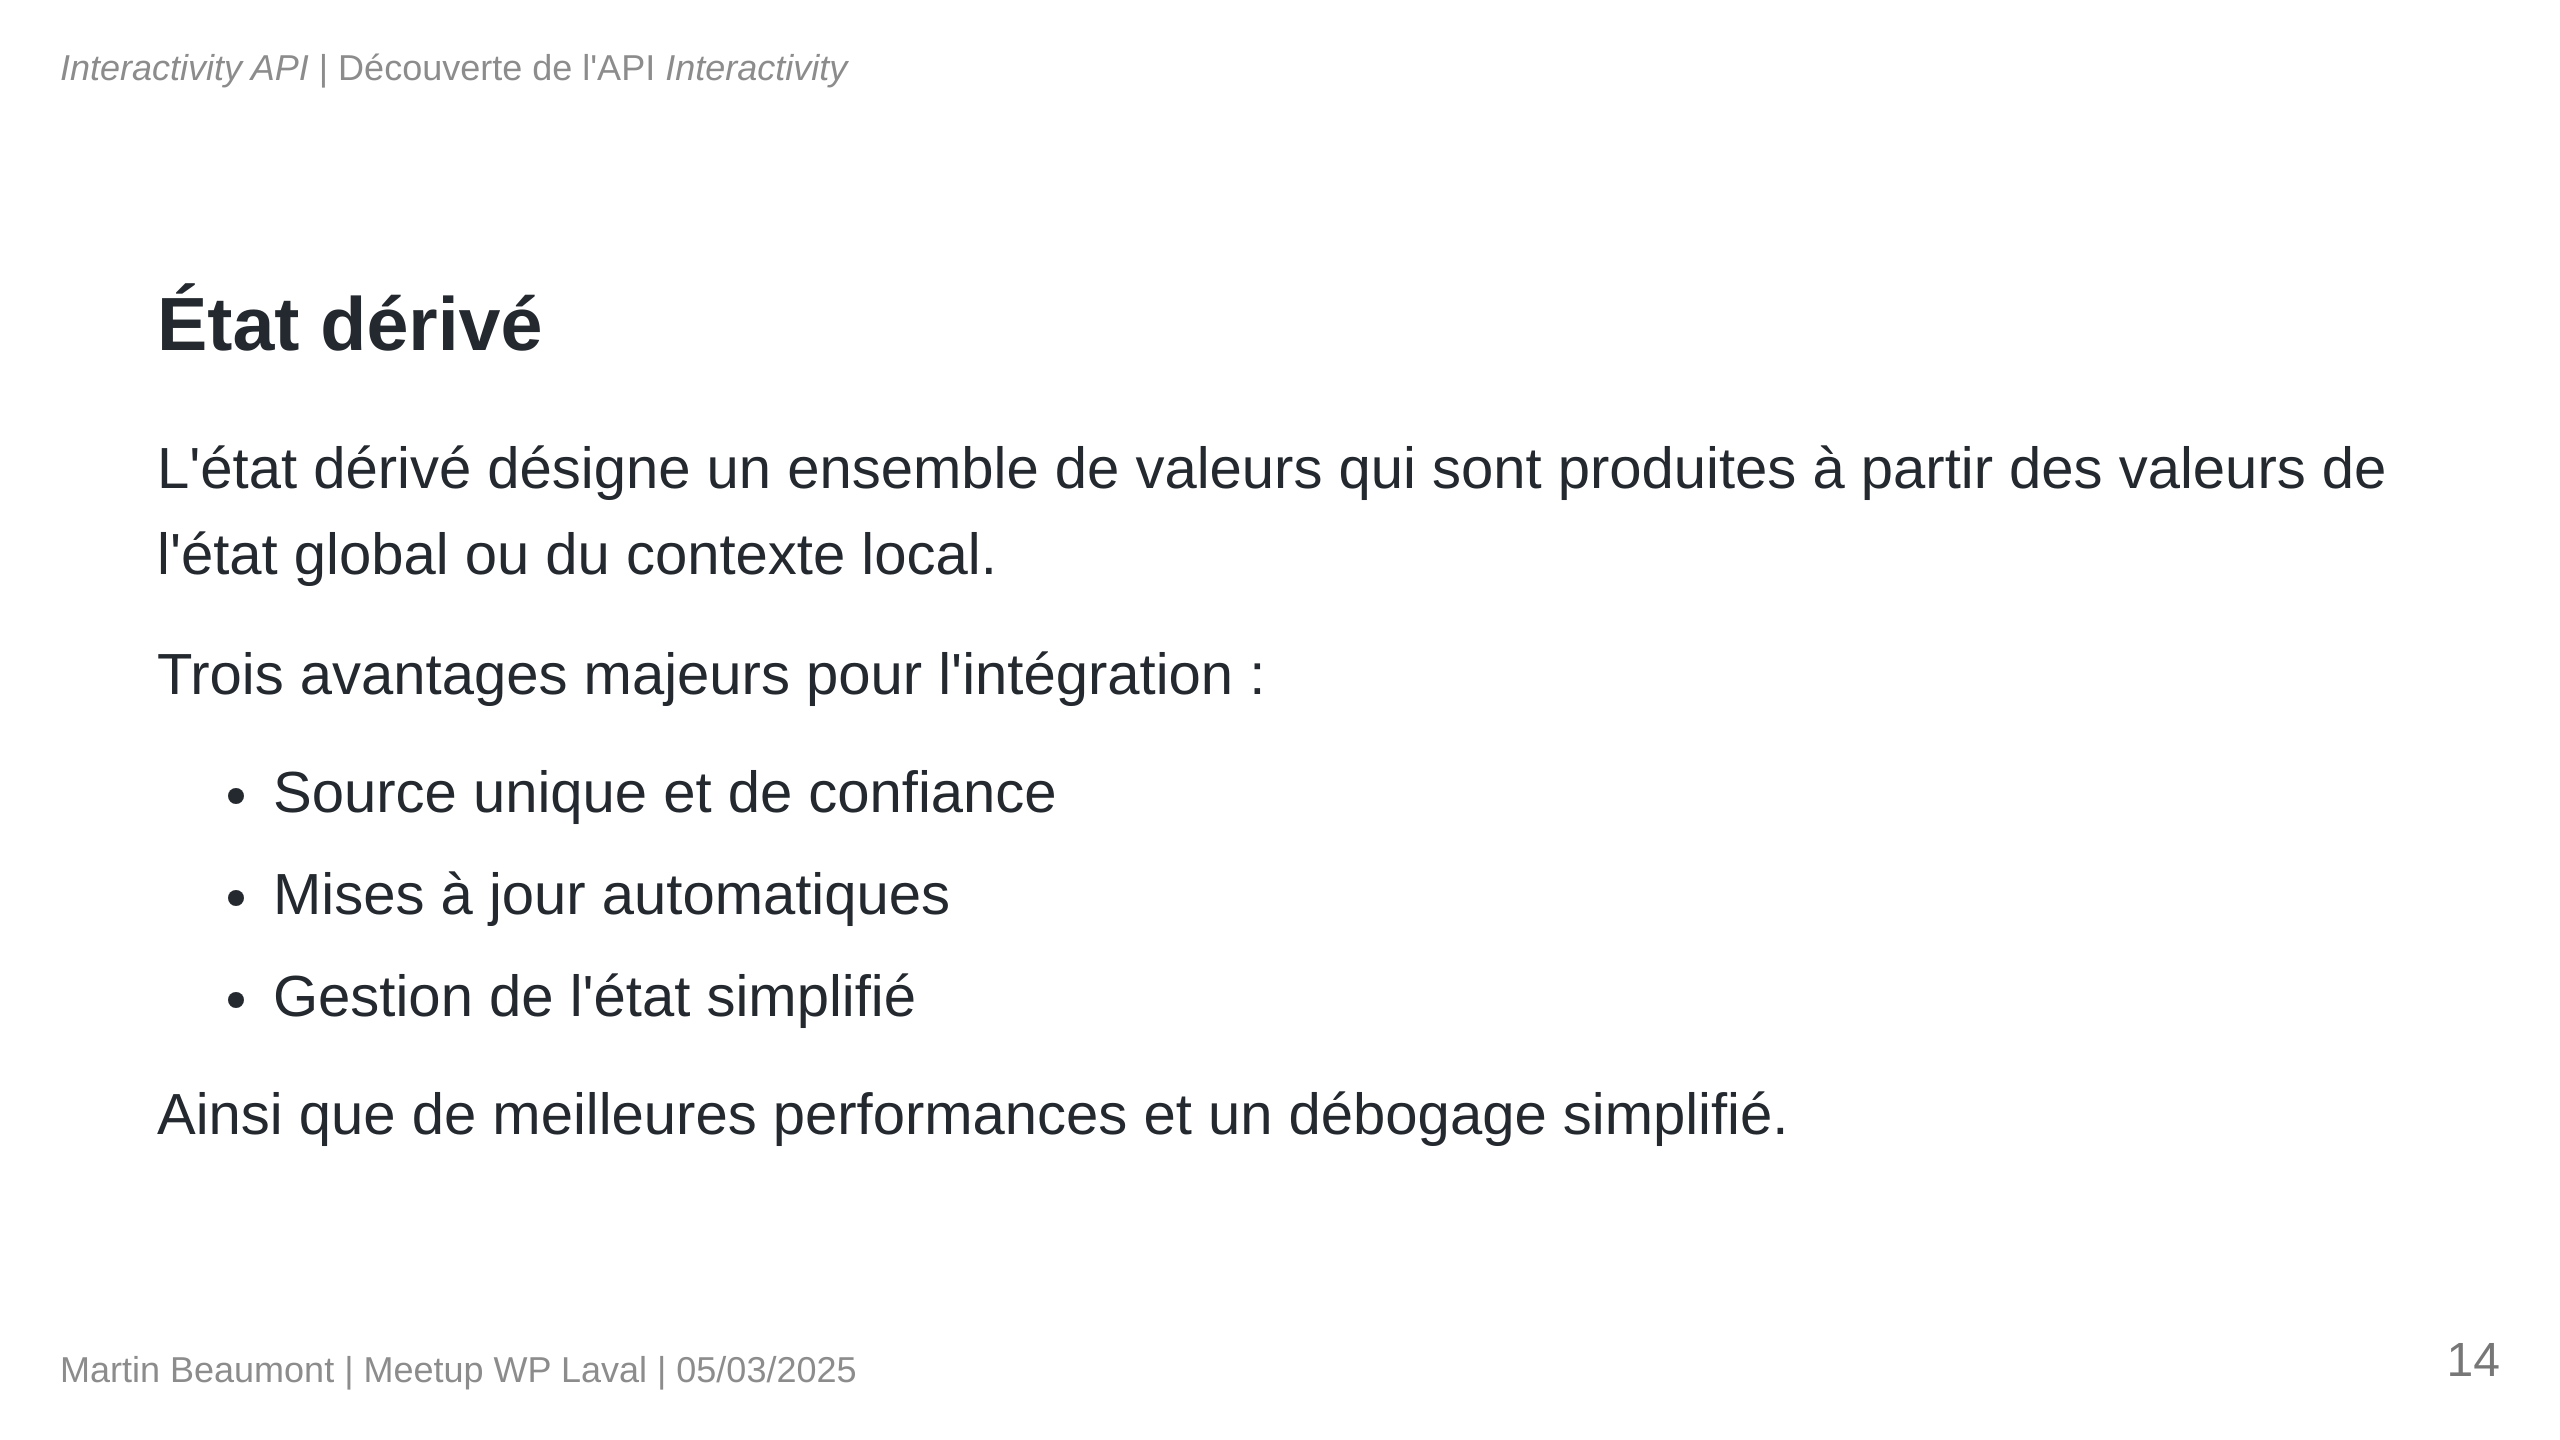 Interactivity API | Découverte de l'API Interactivity
État dérivé
L'état dérivé désigne un ensemble de valeurs qui sont produites à partir des valeurs de
l'état global ou du contexte local.
Trois avantages majeurs pour l'intégration :
• Source unique et de confiance
• Mises à jour automatiques
• Gestion de l'état simplifié
Ainsi que de meilleures performances et un débogage simplifié.
Martin Beaumont | Meetup WP Laval | 05/03/2025
14